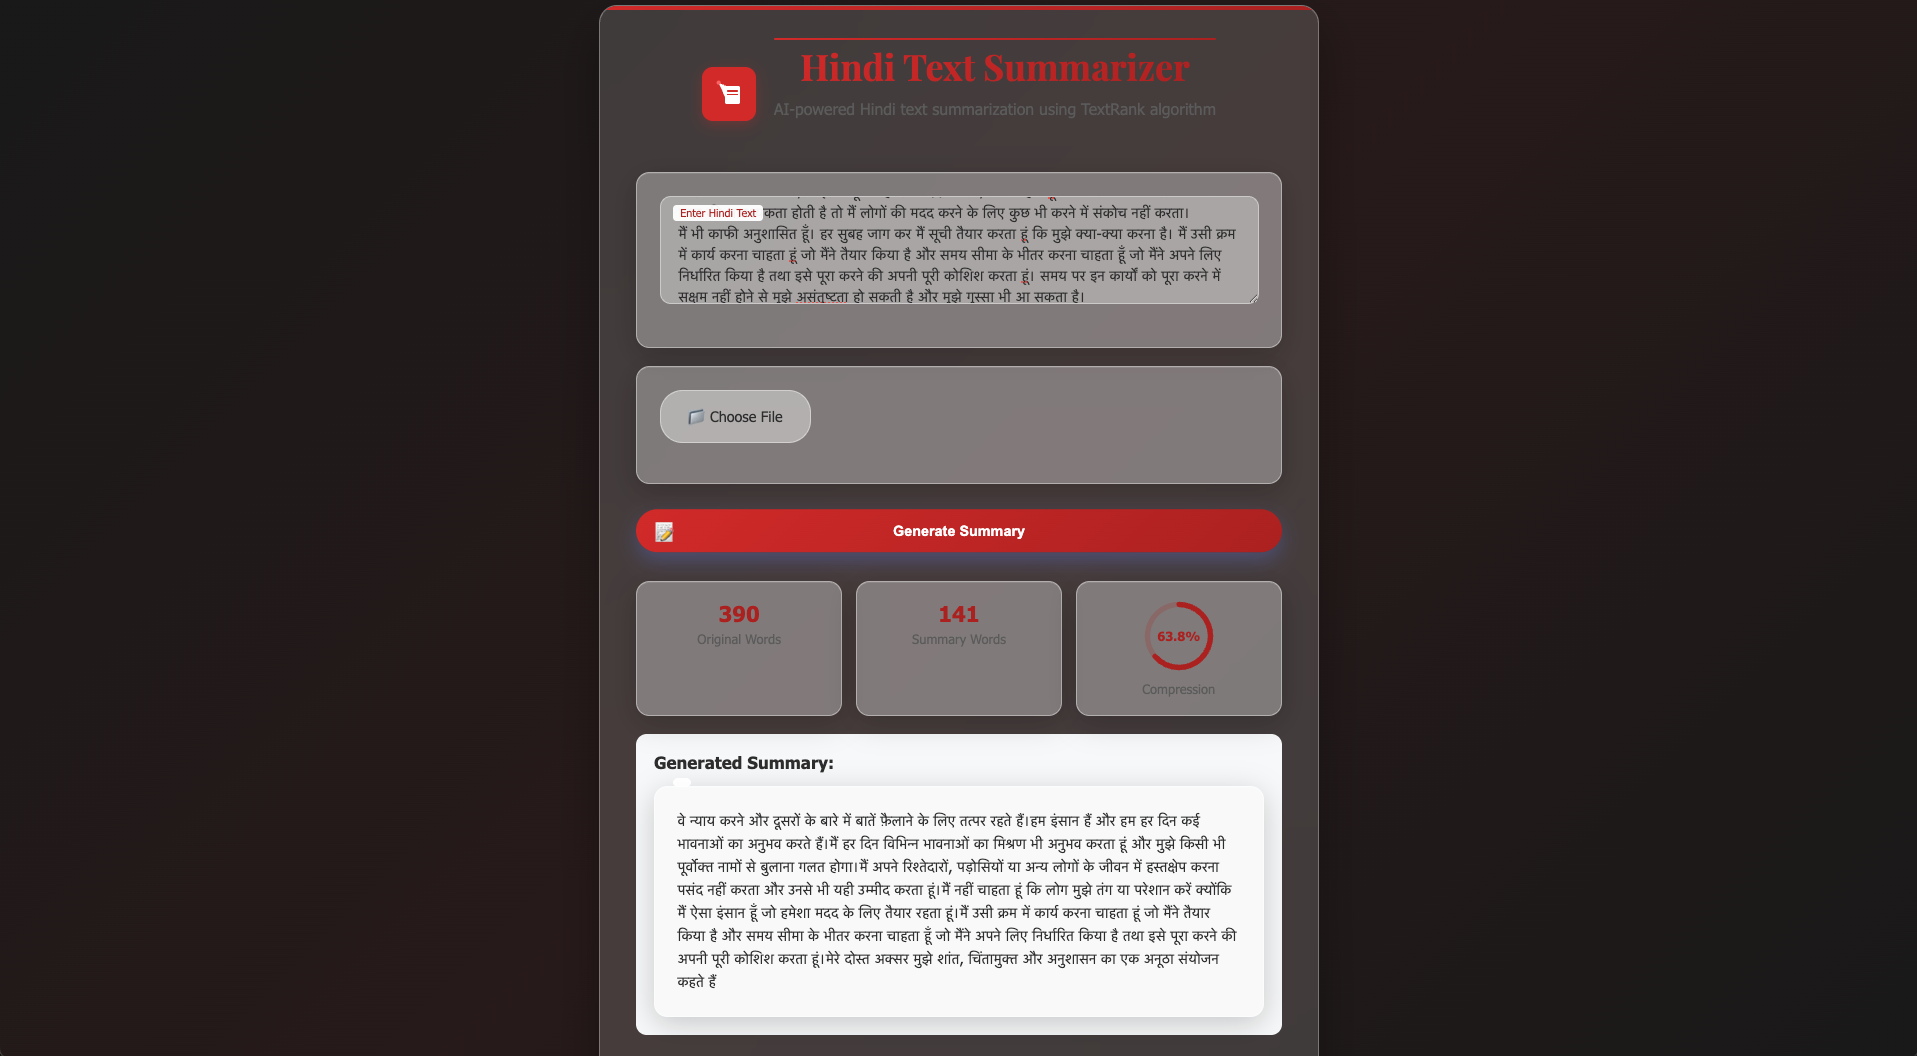 Hindi Text Summarizer
AI-powered Hindi text summarization using TextRank algorithm
Enter Hindi Text
कता होती है तो मैं लोगों की मदद करने के लिए कुछ भी करने में संकोच नहीं करता।
मैं भी काफी अनुशासित हूँ। हर सुबह जाग कर मैं सूची तैयार करता हूं कि मुझे क्या-क्या करना है। मैं उसी क्रम
में कार्य करना चाहता हूं जो मैंने तैयार किया है और समय सीमा के भीतर करना चाहता हूँ जो मैंने अपने लिए
निर्धारित किया है तथा इसे पूरा करने की अपनी पूरी कोशिश करता हूं। समय पर इन कार्यों को पूरा करने में
सक्षम नहीं होने से मुझे असंतुष्टता हो सकती है और मुझे गुस्सा भी आ सकता है।
Choose File
Generate Summary
390
Original Words
141
Summary Words
63.8%
Compression
Generated Summary:
वे न्याय करने और दूसरों के बारे में बातें फ़ैलाने के लिए तत्पर रहते हैं।हम इंसान हैं और हम हर दिन कई
भावनाओं का अनुभव करते हैं।मैं हर दिन विभिन्न भावनाओं का मिश्रण भी अनुभव करता हूं और मुझे किसी भी
पूर्वोक्त नामों से बुलाना गलत होगा।मैं अपने रिश्तेदारों, पड़ोसियों या अन्य लोगों के जीवन में हस्तक्षेप करना
पसंद नहीं करता और उनसे भी यही उम्मीद करता हूं।मैं नहीं चाहता हूं कि लोग मुझे तंग या परेशान करें क्योंकि
मैं ऐसा इंसान हूँ जो हमेशा मदद के लिए तैयार रहता हूं।मैं उसी क्रम में कार्य करना चाहता हूं जो मैंने तैयार
किया है और समय सीमा के भीतर करना चाहता हूँ जो मैंने अपने लिए निर्धारित किया है तथा इसे पूरा करने की
अपनी पूरी कोशिश करता हूं।मेरे दोस्त अक्सर मुझे शांत, चिंतामुक्त और अनुशासन का एक अनूठा संयोजन
कहते हैं